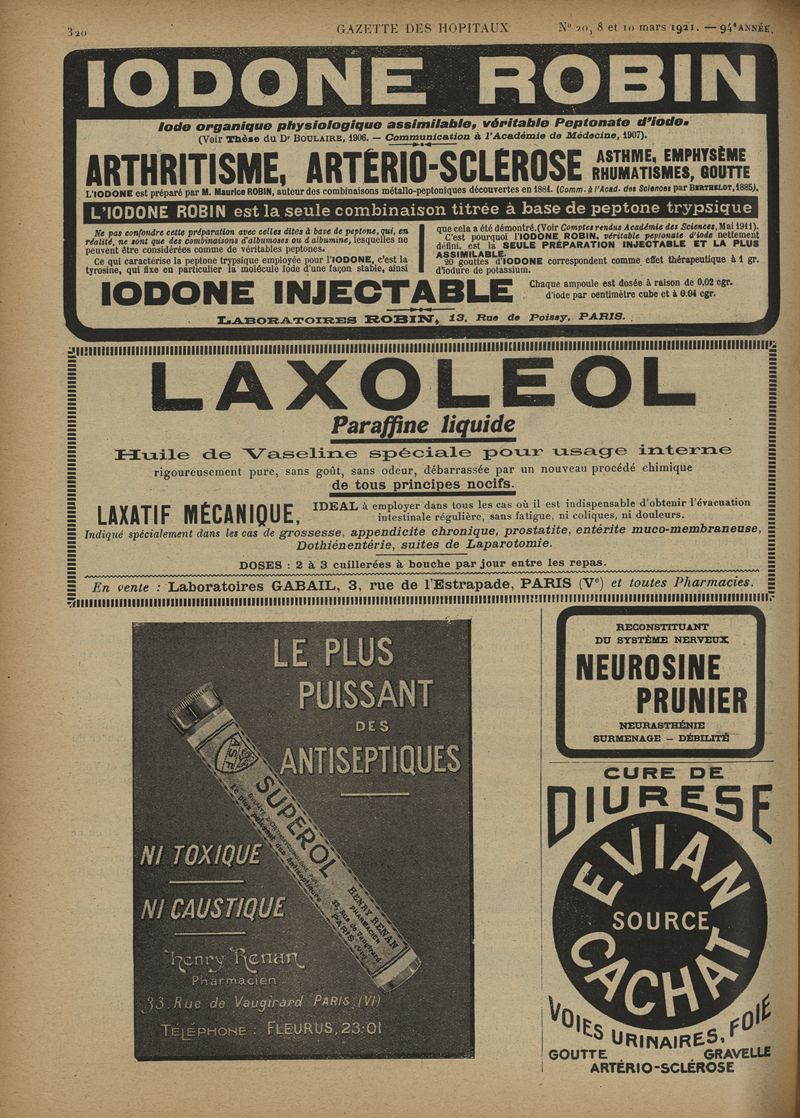 320 GAZETTE DES HOPITAUX N° 20, 8 et 10 mars 1921. — 94e ANNÉE.
IODONE ROBIN
Iode organique physiologique assimilable, véritable Peptonate d'iode.
(Voir Thèse du Dr BOULAIRE, 1906. — Communication à l'Académie de Médecine, 1907).
ARTHRITISME, ARTÉRIO-SCLÉROSE
ASTHME, EMPHYSÈME
RHUMATISMES, GOUTTE
L'IODONE est préparé par M. Maurice ROBIN, auteur des combinaisons métallo-peptoniques découvertes en 1881. (Comm. à l'Acad. des Sciences par BERTHELOT, 1885).
L'IODONE ROBIN est la seule combinaison titrée à base de peptone trypsique
Ne pas confondre cette préparation avec celles dites à base de peptone, qui, en
réalité, ne sont que des combinaisons d'albumoses ou d'albumine, lesquelles ne
peuvent être considérées comme de véritables peptones.
Ce qui caractérise la peptone trypsique employée pour l'IODONE, c'est la
tyrosine, qui fixe en particulier la molécule Iode d'une façon stable, ainsi
que cela a été démontré. (Voir Comptes rendus Académie des Sciences, Mai 1911).
C'est pourquoi l'IODONE ROBIN, véritable peptonate d'iode nettement
défini, est la SEULE PRÉPARATION INJECTABLE ET LA PLUS
ASSIMILABLE.
20 gouttes d'IODONE correspondent comme effet thérapeutique à 1 gr.
d'iodure de potassium.
IODONE INJECTABLE
Chaque ampoule est dosée à raison de 0,02 cgr.
d'iode par centimètre cube et à 0.04 cgr.
LABORATOIRES ROBIN, 13, Rue de Poissy, PARIS.
LAXOLEOL
Paraffine liquide
Huile de Vaseline spéciale pour usage interne
rigoureusement pure, sans goût, sans odeur, débarrassée par un nouveau procédé chimique
de tous principes nocifs.
LAXATIF MÉCANIQUE,
IDEAL à employer dans tous les cas où il est indispensable d'obtenir l'évacuation
intestinale régulière, sans fatigue, ni coliques, ni douleurs.
Indiqué spécialement dans les cas de grossesse, appendicite chronique, prostatite, entérite muco-membraneuse,
Dothiénentérie, suites de Laparotomie.
DOSES : 2 à 3 cuillerées à bouche par jour entre les repas.
En vente : Laboratoires GABAIL, 3, rue de l'Estrapade, PARIS (Ve) et toutes Pharmacies.
LE PLUS
PUISSANT
DES
ANTISEPTIQUES
ASF
SUPEROL
Le plus puissant des Antiseptiques
HENRY RENAN
PHARMACIEN
33, Rue de Vaugirard
PARIS (VI)
NI TOXIQUE
NI CAUSTIQUE
Henry Renan
Pharmacien
33 Rue de Vaugirard PARIS (VI)
TÉLÉPHONE : FLEURUS, 23-01
RECONSTITUANT
DU SYSTÈME NERVEUX
NEUROSINE
PRUNIER
NEURASTHÉNIE
SURMENAGE — DÉBILITÉ
CURE DE
DIURESE
EVIAN
SOURCE
CACHAT
VOIES URINAIRES, FOIE
GOUTTE GRAVELLE
ARTÉRIO-SCLÉROSE